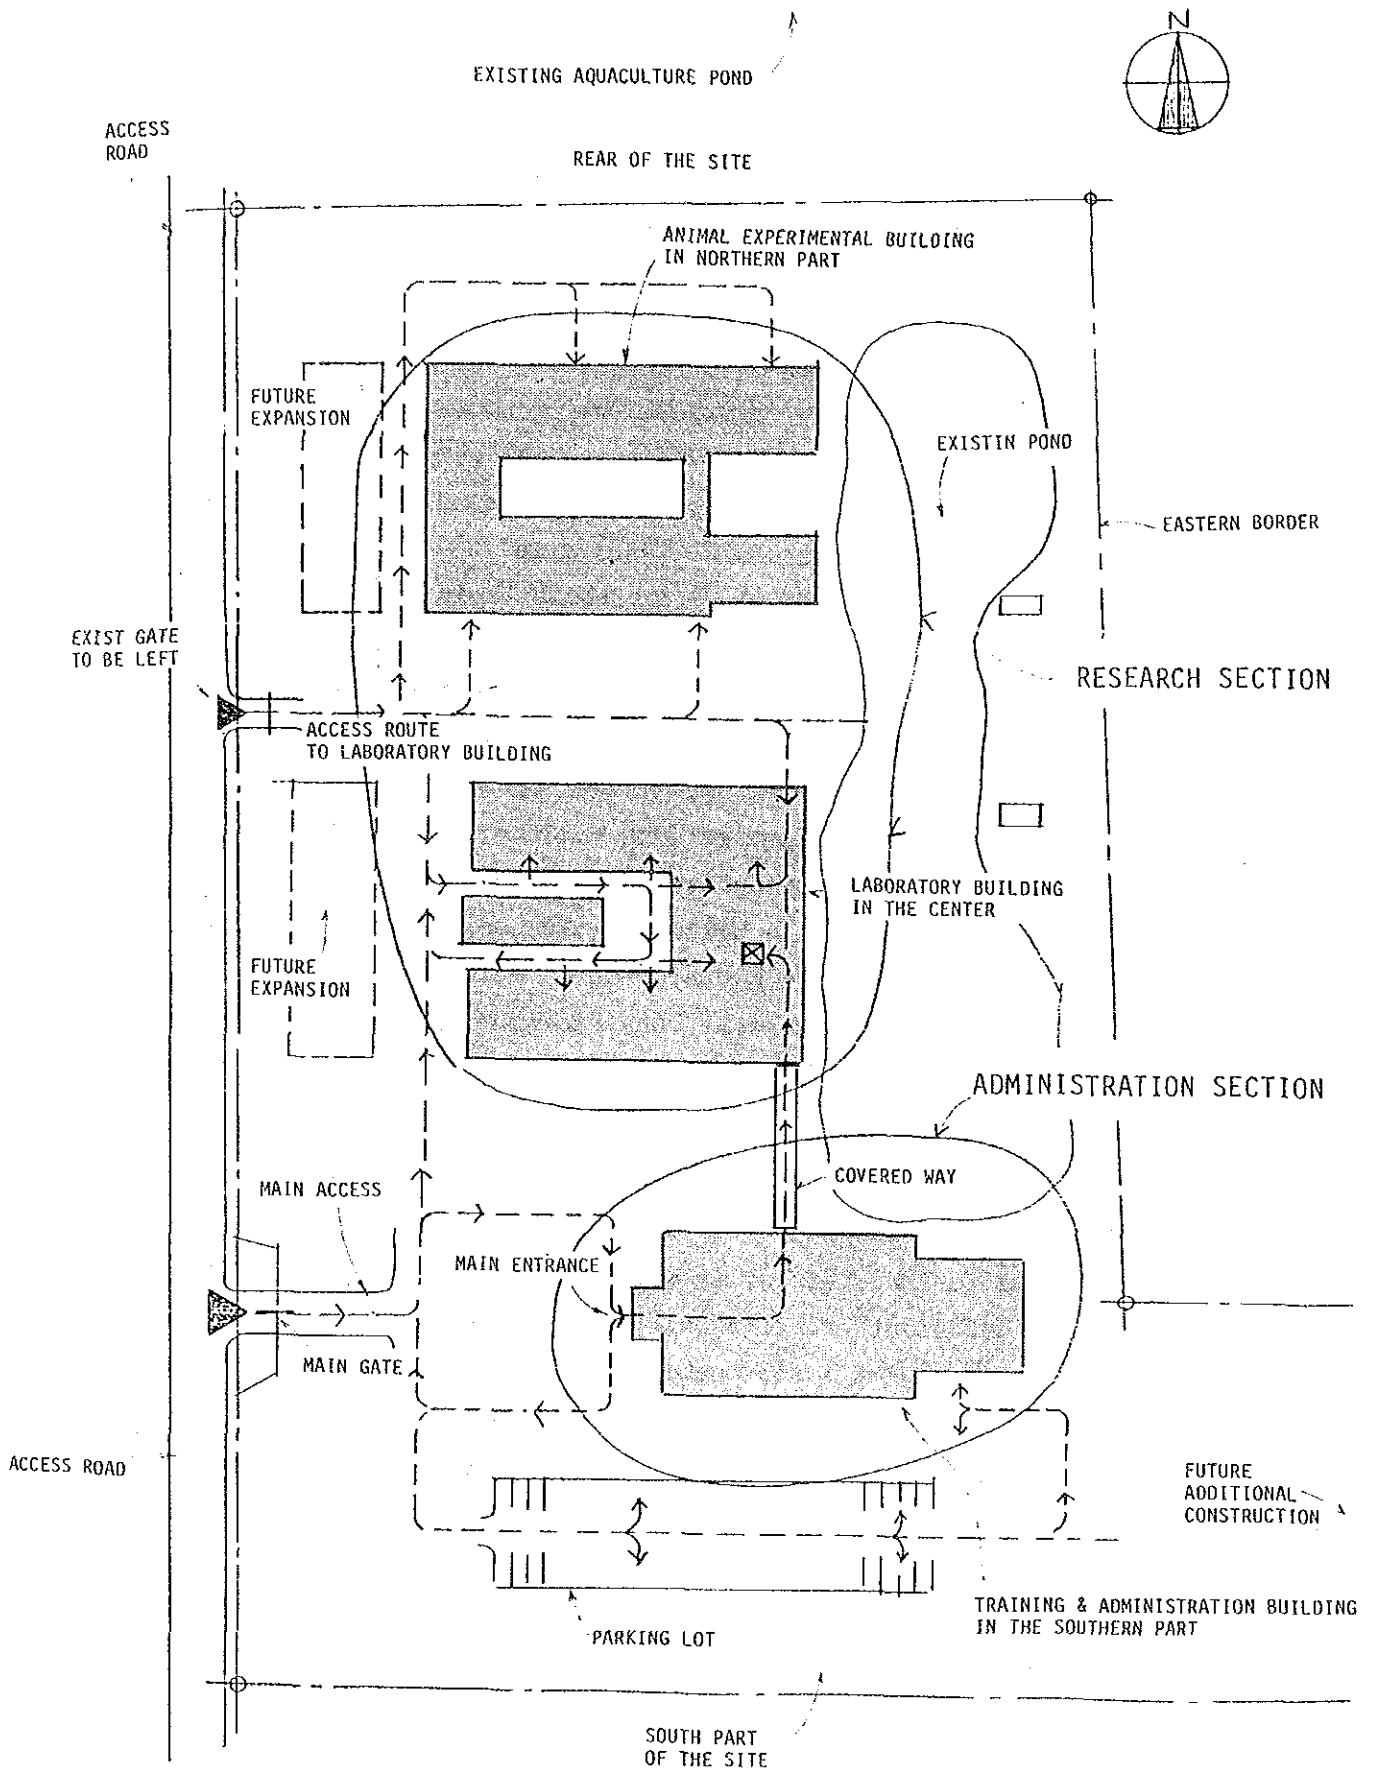 N
EXISTING AQUACULTURE POND
ACCESS
ROAD
REAR OF THE SITE
ANIMAL EXPERIMENTAL BUILDING
IN NORTHERN PART
FUTURE
EXPANSION
EXISTIN POND
EASTERN BORDER
EXIST GATE
TO BE LEFT
RESEARCH SECTION
ACCESS ROUTE
TO LABORATORY BUILDING
LABORATORY BUILDING
IN THE CENTER
FUTURE
EXPANSION
ADMINISTRATION SECTION
COVERED WAY
MAIN ACCESS
MAIN ENTRANCE
MAIN GATE
ACCESS ROAD
FUTURE
ADDITIONAL
CONSTRUCTION
TRAINING & ADMINISTRATION BUILDING
IN THE SOUTHERN PART
PARKING LOT
SOUTH PART
OF THE SITE